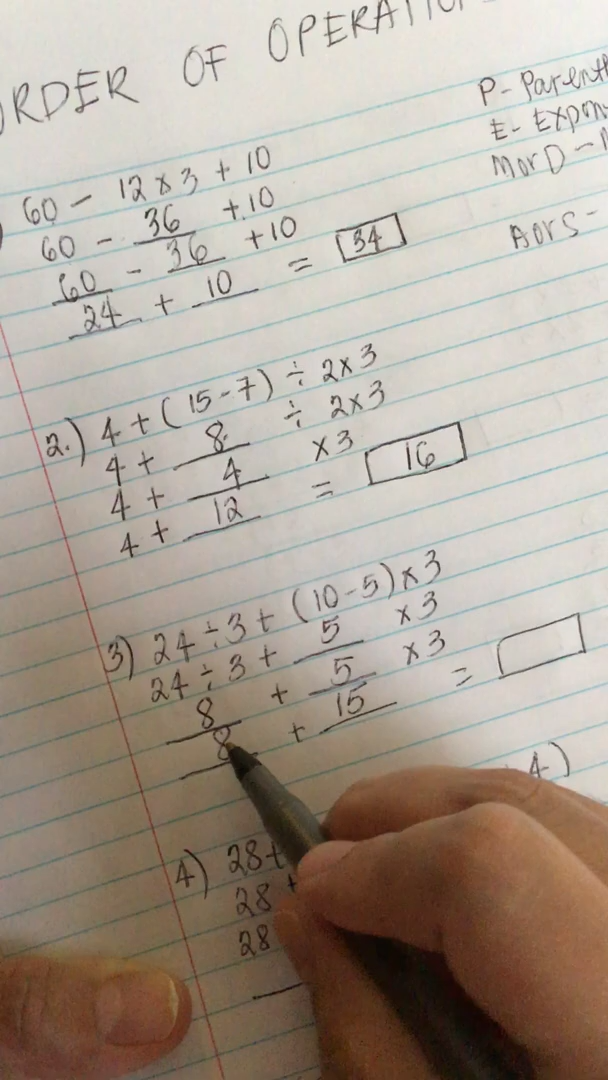 ORDER OF OPERATION
P - Parenth
E - Expon
M or D -
A or S -
60 - 12 x 3 + 10
60 - 36 + 10
60 - 36 + 10
24 + 10 = 34
2.) 4 + ( 15 - 7 ) ÷ 2 x 3
4 + 8 ÷ 2 x 3
4 + 4 x 3
4 + 12 = 16
3) 24 ÷ 3 + ( 10 - 5 ) x 3
24 ÷ 3 + 5 x 3
8 + 5 x 3
8 + 15 =
4) 28 + + 4 )
28 +
28